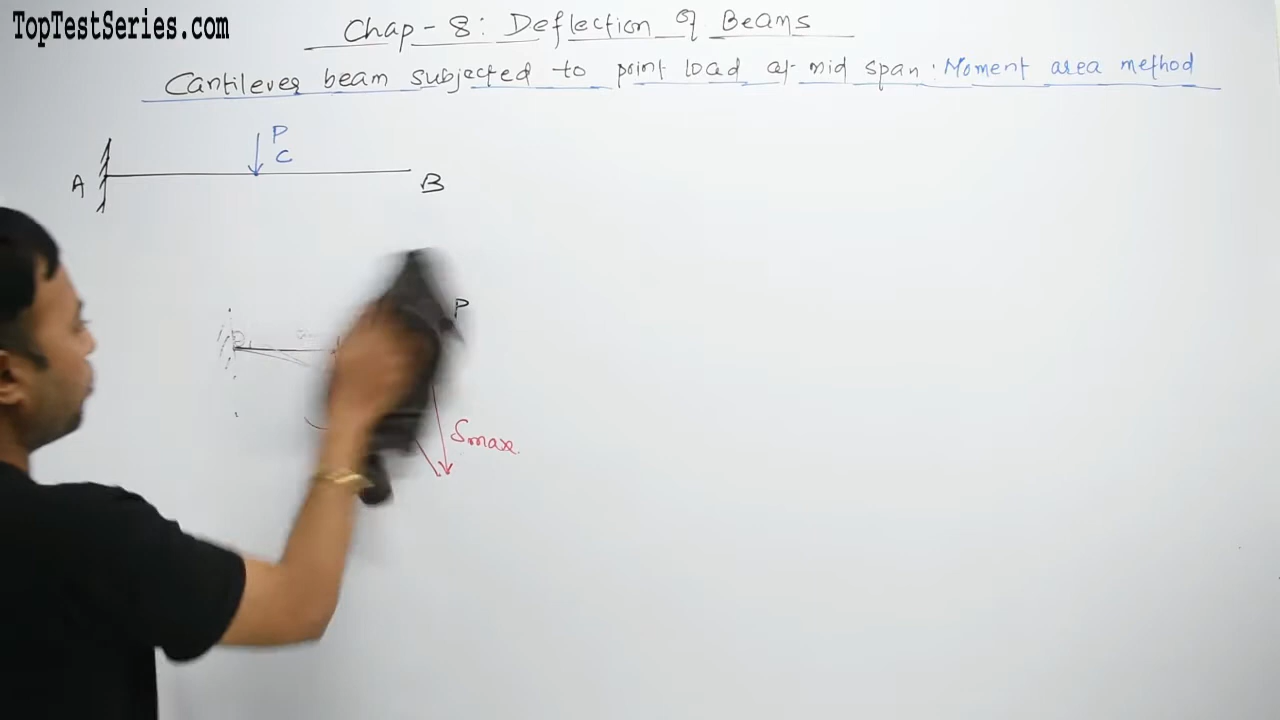 TopTestSeries.com
Chap - 8 : Deflection of Beams
Cantilever beam subjected to point load at mid span : Moment area method
P
C
A
B
P
δmax.